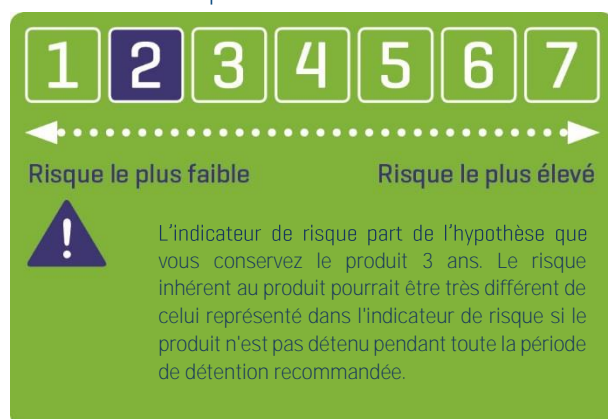 1 2 3 4 5 6 7
Risque le plus faible Risque le plus élevé
!
L'indicateur de risque part de l'hypothèse que
vous conservez le produit 3 ans. Le risque
inhérent au produit pourrait être très différent de
celui représenté dans l'indicateur de risque si le
produit n'est pas détenu pendant toute la période
de détention recommandée.